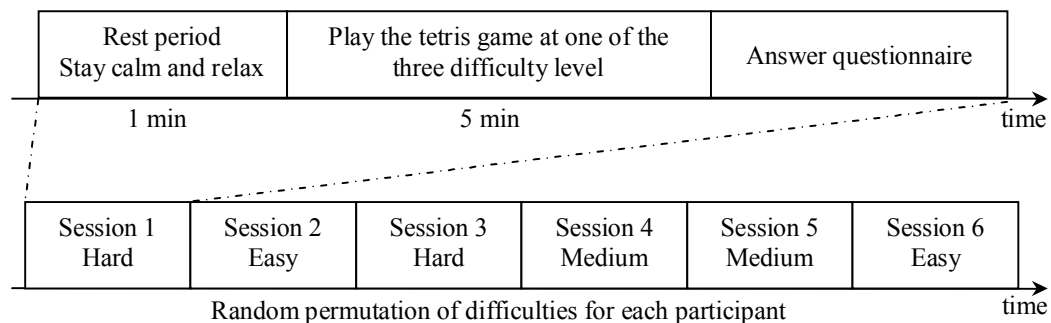 Rest period
Stay calm and relax
Play the tetris game at one of the
three difficulty level
Answer questionnaire
1 min
5 min
time
Session 1
Hard
Session 2
Easy
Session 3
Hard
Session 4
Medium
Session 5
Medium
Session 6
Easy
Random permutation of difficulties for each participant
time